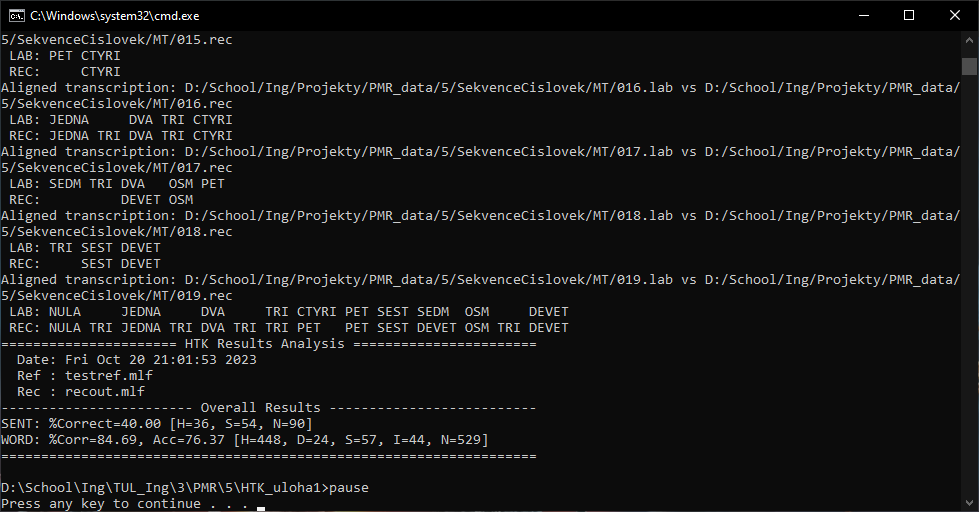 C:\Windows\system32\cmd.exe
5/SekvenceCislovek/MT/015.rec
 LAB: PET CTYRI
 REC:     CTYRI
Aligned transcription: D:/School/Ing/Projekty/PMR_data/5/SekvenceCislovek/MT/016.lab vs D:/School/Ing/Projekty/PMR_data/
5/SekvenceCislovek/MT/016.rec
 LAB: JEDNA     DVA TRI CTYRI
 REC: JEDNA TRI DVA TRI CTYRI
Aligned transcription: D:/School/Ing/Projekty/PMR_data/5/SekvenceCislovek/MT/017.lab vs D:/School/Ing/Projekty/PMR_data/
5/SekvenceCislovek/MT/017.rec
 LAB: SEDM TRI DVA   OSM PET
 REC:          DEVET OSM
Aligned transcription: D:/School/Ing/Projekty/PMR_data/5/SekvenceCislovek/MT/018.lab vs D:/School/Ing/Projekty/PMR_data/
5/SekvenceCislovek/MT/018.rec
 LAB: TRI SEST DEVET
 REC:     SEST DEVET
Aligned transcription: D:/School/Ing/Projekty/PMR_data/5/SekvenceCislovek/MT/019.lab vs D:/School/Ing/Projekty/PMR_data/
5/SekvenceCislovek/MT/019.rec
 LAB: NULA     JEDNA     DVA     TRI CTYRI PET SEST SEDM  OSM     DEVET
 REC: NULA TRI JEDNA TRI DVA TRI TRI PET   PET SEST DEVET OSM TRI DEVET
====================== HTK Results Analysis =======================
  Date: Fri Oct 20 21:01:53 2023
  Ref : testref.mlf
  Rec : recout.mlf
------------------------ Overall Results --------------------------
SENT: %Correct=40.00 [H=36, S=54, N=90]
WORD: %Corr=84.69, Acc=76.37 [H=448, D=24, S=57, I=44, N=529]
===================================================================
D:\School\Ing\TUL_Ing\3\PMR\5\HTK_uloha1>pause
Press any key to continue . . .